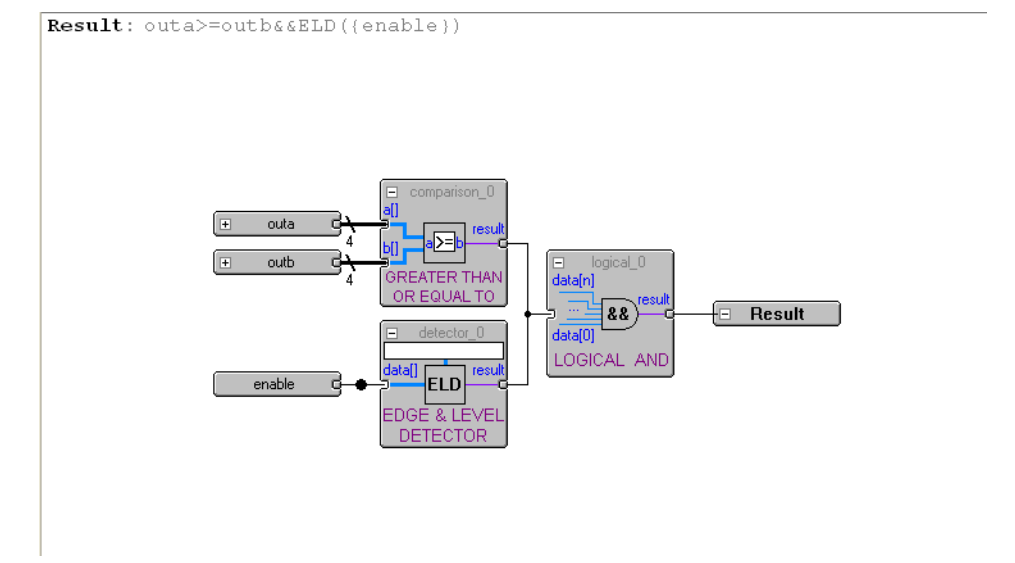 Result: outa>=outb&&ELD({enable})
comparison_0
a[]
result
outa
4
b[]
a>=b
outb
4
GREATER THAN
OR EQUAL TO
logical_0
data[n]
result
...
&&
Result
data[0]
LOGICAL AND
detector_0
data[]
result
enable
ELD
EDGE & LEVEL
DETECTOR